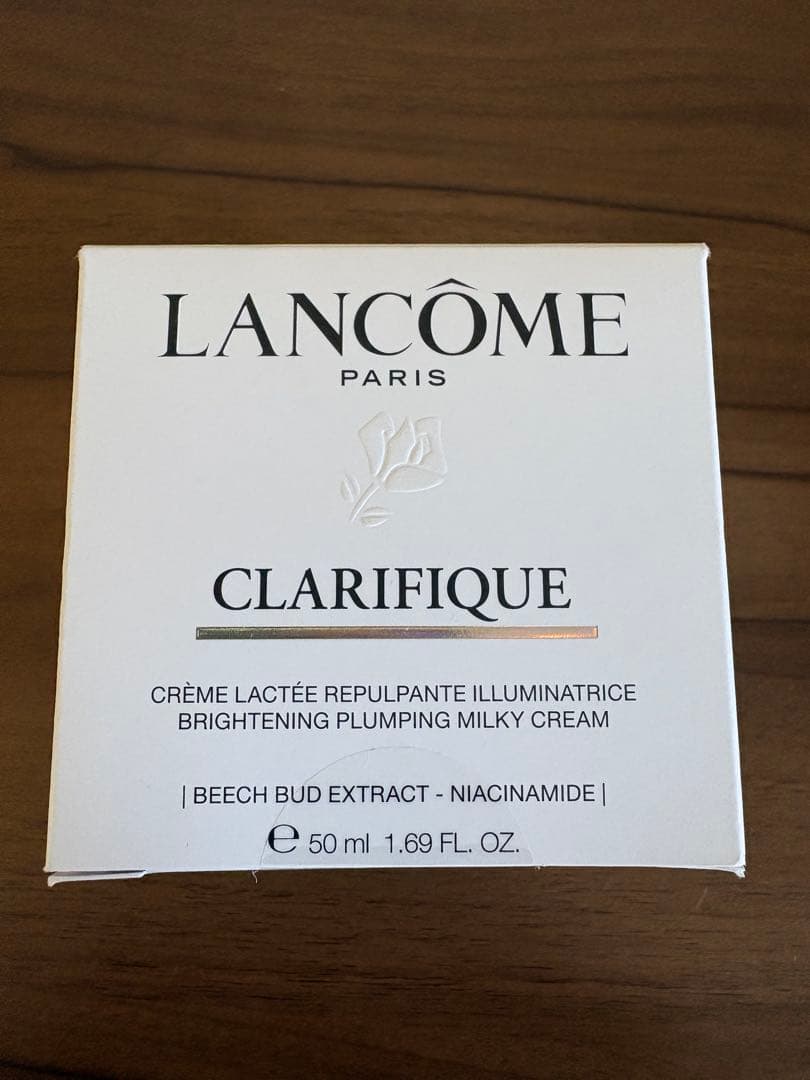 LANCÔME
PARIS
CLARIFIQUE
CRÈME LACTÉE REPULPANTE ILLUMINATRICE
BRIGHTENING PLUMPING MILKY CREAM
| BEECH BUD EXTRACT - NIACINAMIDE |
℮ 50 ml 1.69 FL. OZ.